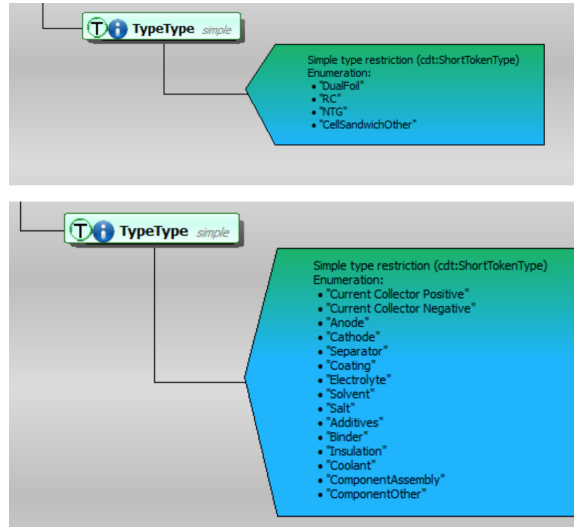 T i TypeType simple
Simple type restriction (cdt:ShortTokenType)
Enumeration:
• "DualFoil"
• "RC"
• "NTG"
• "CellSandwichOther"
T i TypeType simple
Simple type restriction (cdt:ShortTokenType)
Enumeration:
• "Current Collector Positive"
• "Current Collector Negative"
• "Anode"
• "Cathode"
• "Separator"
• "Coating"
• "Electrolyte"
• "Solvent"
• "Salt"
• "Additives"
• "Binder"
• "Insulation"
• "Coolant"
• "ComponentAssembly"
• "ComponentOther"